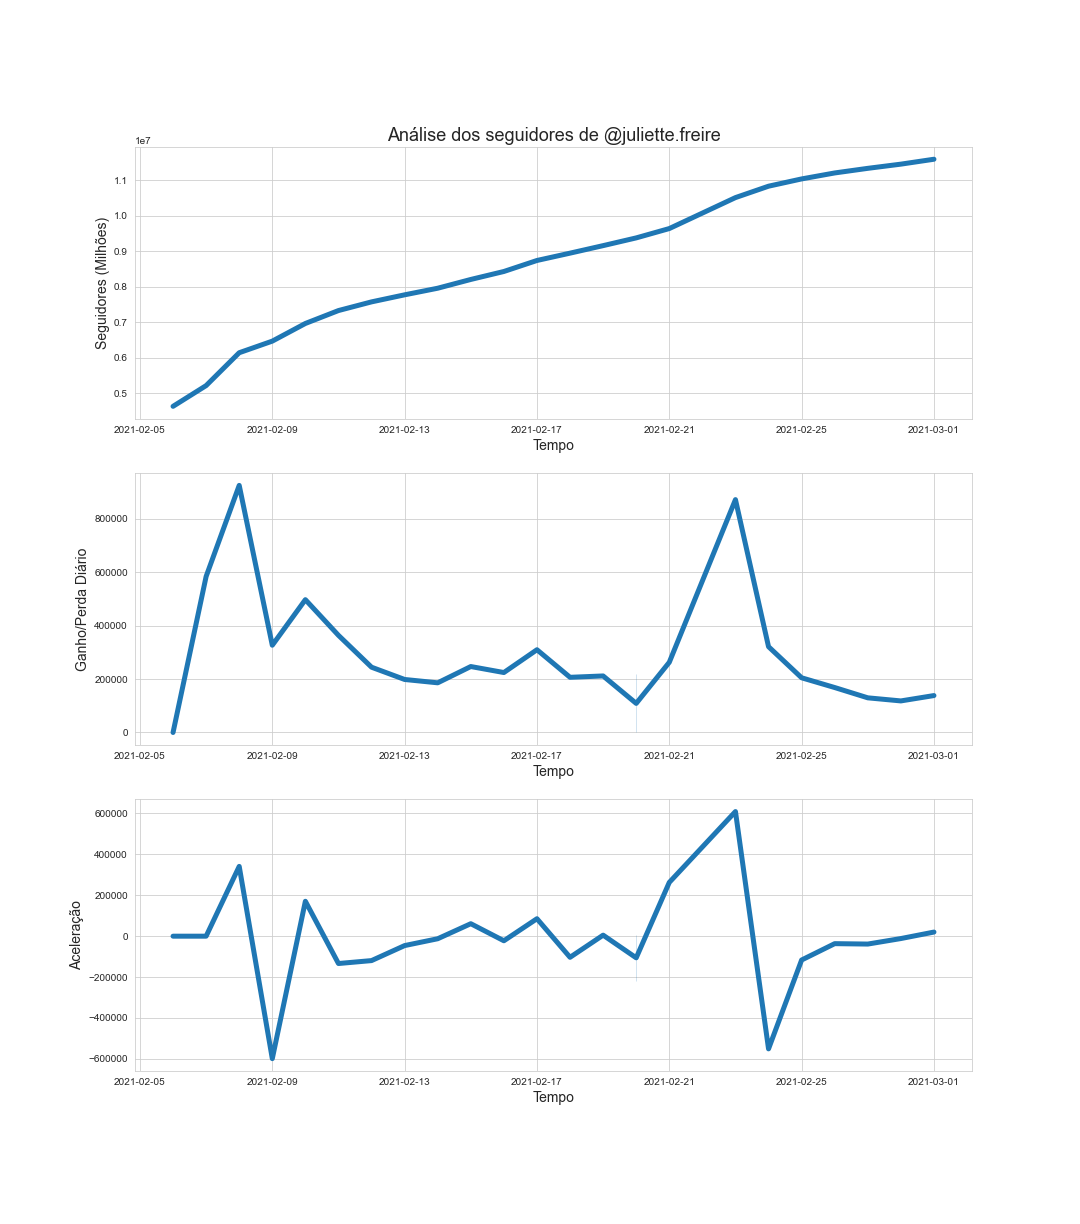 Análise dos seguidores de @juliette.freire
1e7
1.1
1.0
0.9
0.8
0.7
0.6
0.5
Seguidores (Milhões)
2021-02-05 2021-02-09 2021-02-13 2021-02-17 2021-02-21 2021-02-25 2021-03-01
Tempo
800000
600000
400000
200000
0
Ganho/Perda Diário
2021-02-05 2021-02-09 2021-02-13 2021-02-17 2021-02-21 2021-02-25 2021-03-01
Tempo
600000
400000
200000
0
−200000
−400000
−600000
Aceleração
2021-02-05 2021-02-09 2021-02-13 2021-02-17 2021-02-21 2021-02-25 2021-03-01
Tempo